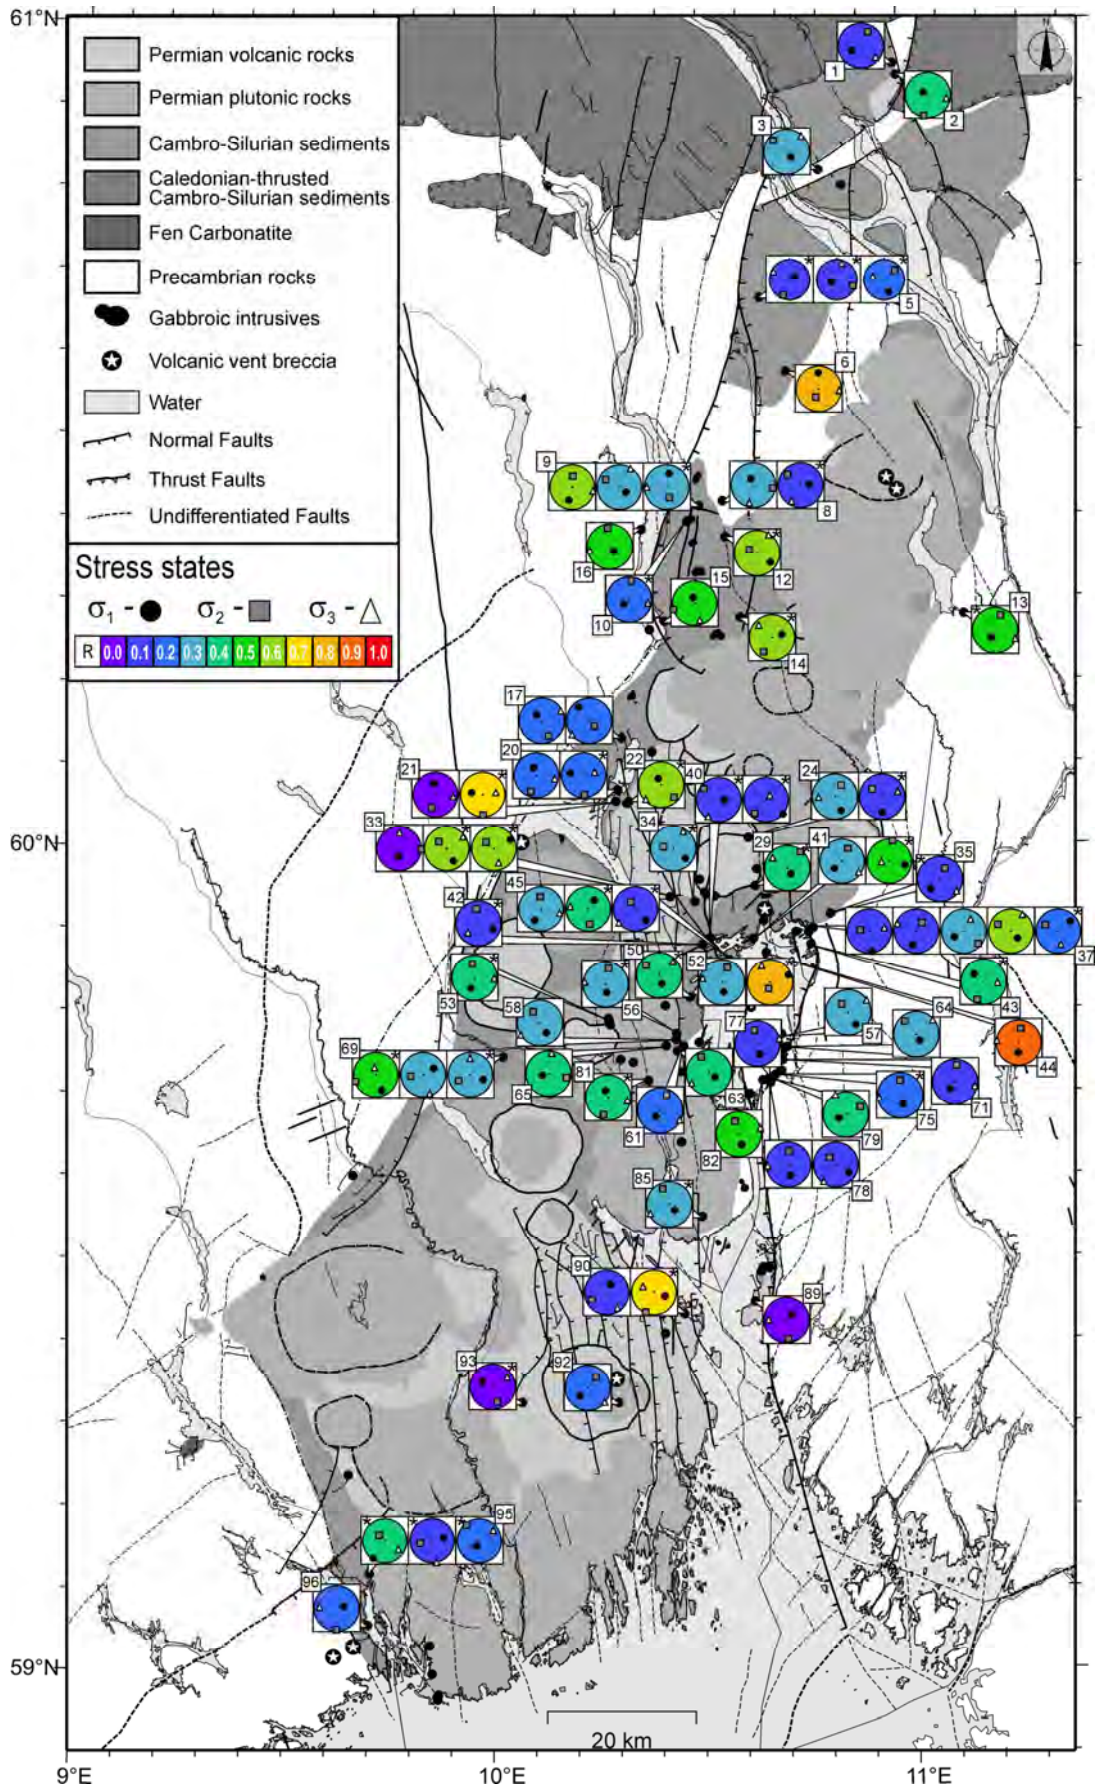 61°N
Permian volcanic rocks
Permian plutonic rocks
Cambro-Silurian sediments
Caledonian-thrusted
Cambro-Silurian sediments
Fen Carbonatite
Precambrian rocks
Gabbroic intrusives
Volcanic vent breccia
Water
Normal Faults
Thrust Faults
Undifferentiated Faults
Stress states
σ1 - σ2 - σ3 -
R 0.0 0.1 0.2 0.3 0.4 0.5 0.6 0.7 0.8 0.9 1.0
1
2
3
5
6
9
8
16
12
15
10
13
14
17
20
22
21
40
24
33
34
29
41
35
42
45
37
50
52
53
58
56
43
64
57
77
44
69
65
81
63
71
75
61
79
82
78
85
90
89
93
92
95
96
60°N
59°N
20 km
9°E
10°E
11°E